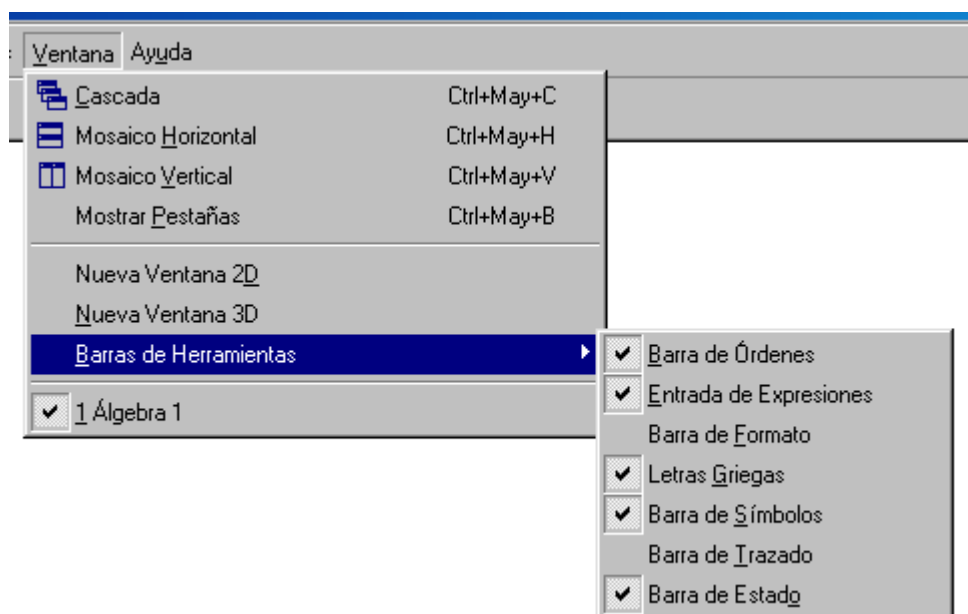 Ventana Ayuda
Cascada Ctrl+May+C
Mosaico Horizontal Ctrl+May+H
Mosaico Vertical Ctrl+May+V
Mostrar Pestañas Ctrl+May+B
Nueva Ventana 2D
Nueva Ventana 3D
Barras de Herramientas
1 Álgebra 1
Barra de Órdenes
Entrada de Expresiones
Barra de Formato
Letras Griegas
Barra de Símbolos
Barra de Trazado
Barra de Estado